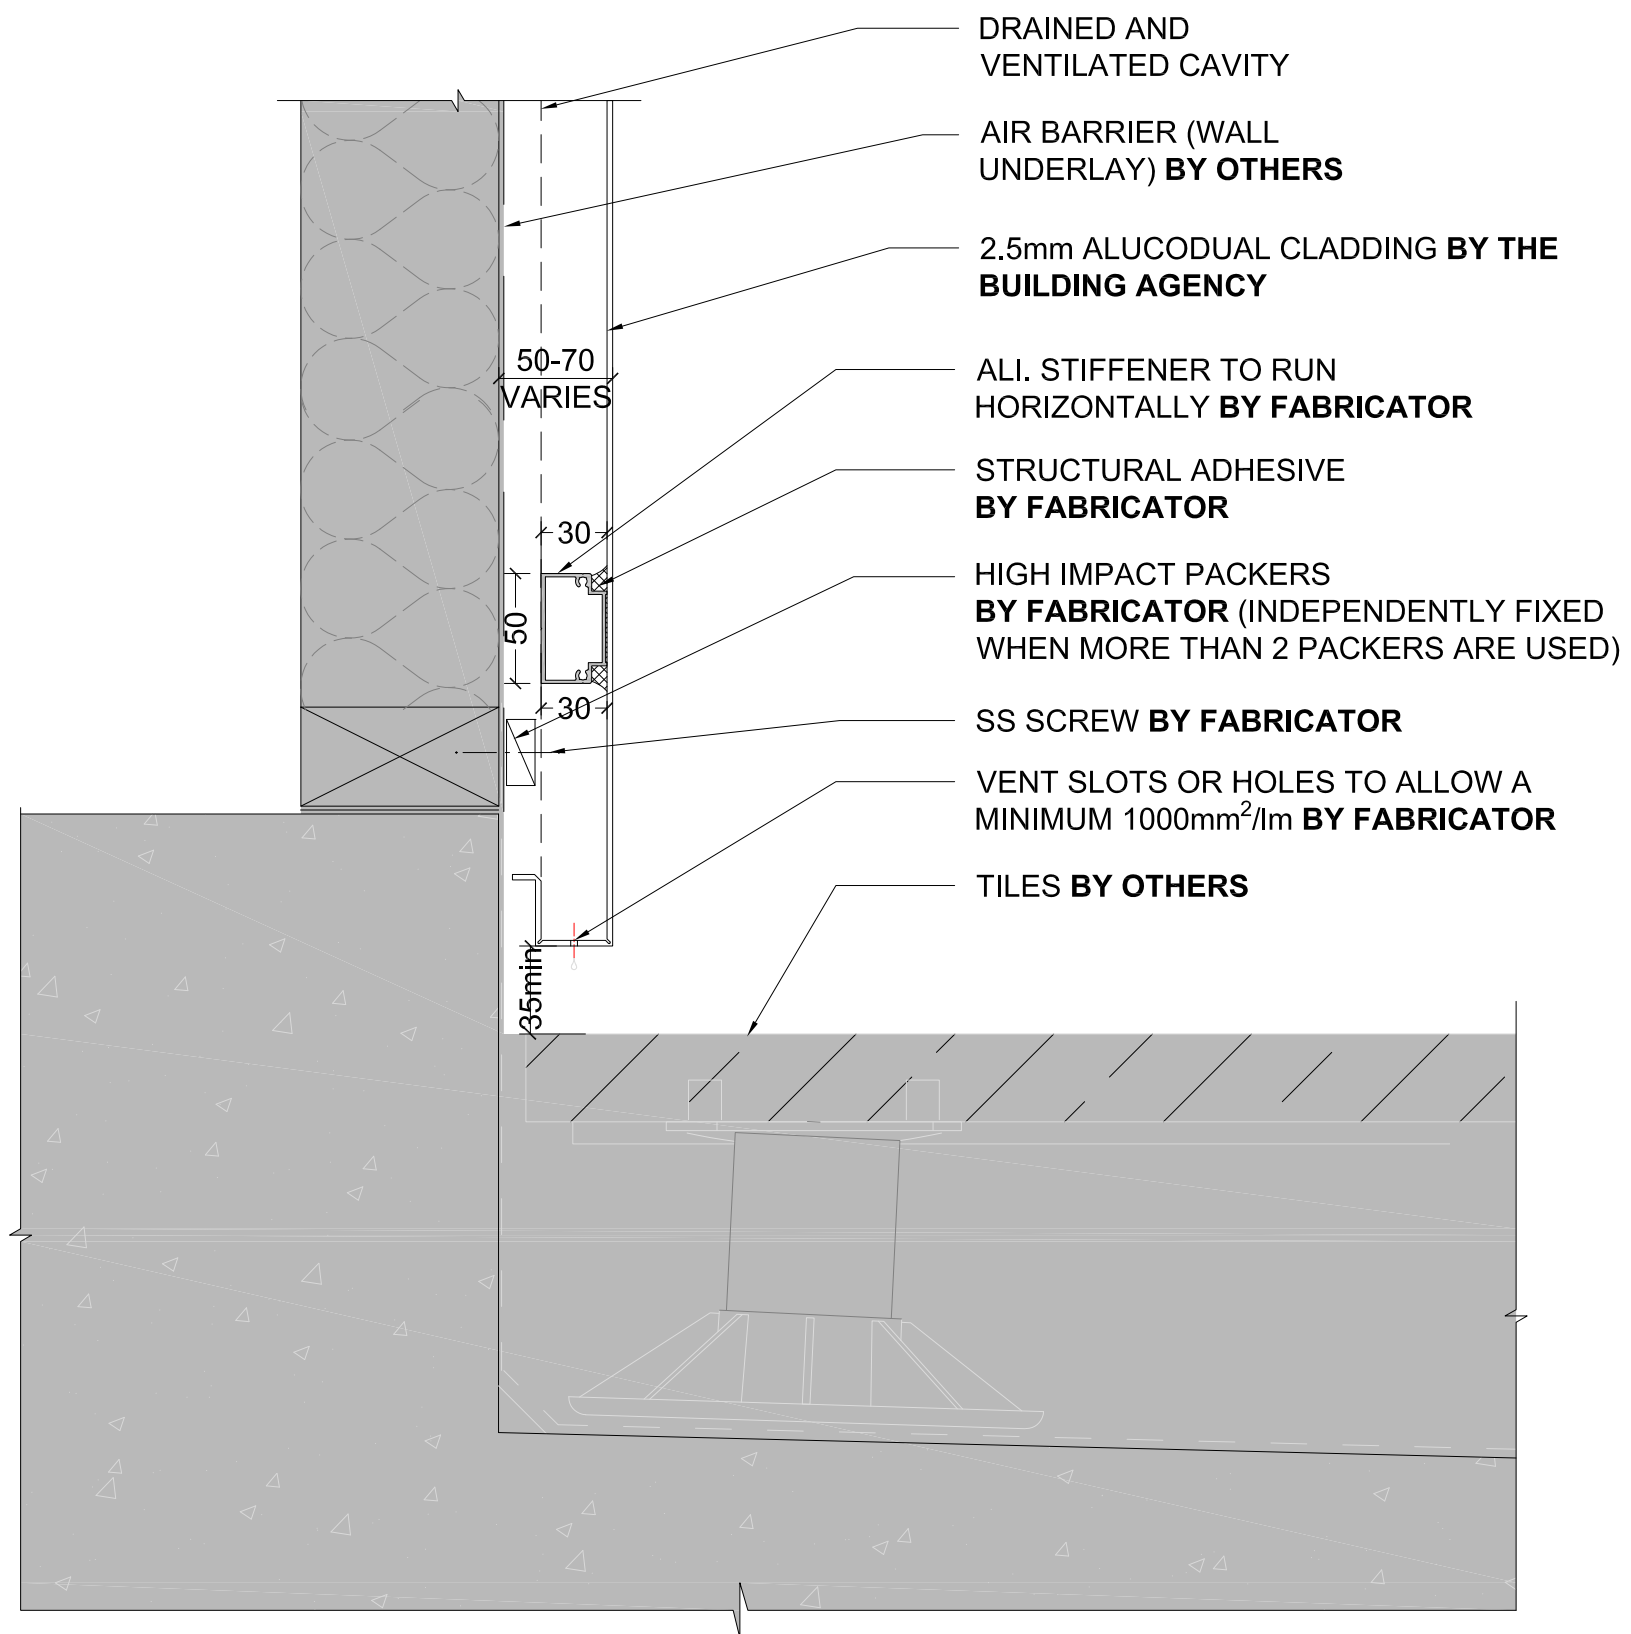 DRAINED AND
VENTILATED CAVITY
AIR BARRIER (WALL
UNDERLAY) BY OTHERS
2.5mm ALUCODUAL CLADDING BY THE
BUILDING AGENCY
50-70
VARIES
ALI. STIFFENER TO RUN
HORIZONTALLY BY FABRICATOR
STRUCTURAL ADHESIVE
BY FABRICATOR
30
HIGH IMPACT PACKERS
BY FABRICATOR (INDEPENDENTLY FIXED
WHEN MORE THAN 2 PACKERS ARE USED)
50
30
SS SCREW BY FABRICATOR
VENT SLOTS OR HOLES TO ALLOW A
MINIMUM 1000mm²/lm BY FABRICATOR
TILES BY OTHERS
35min